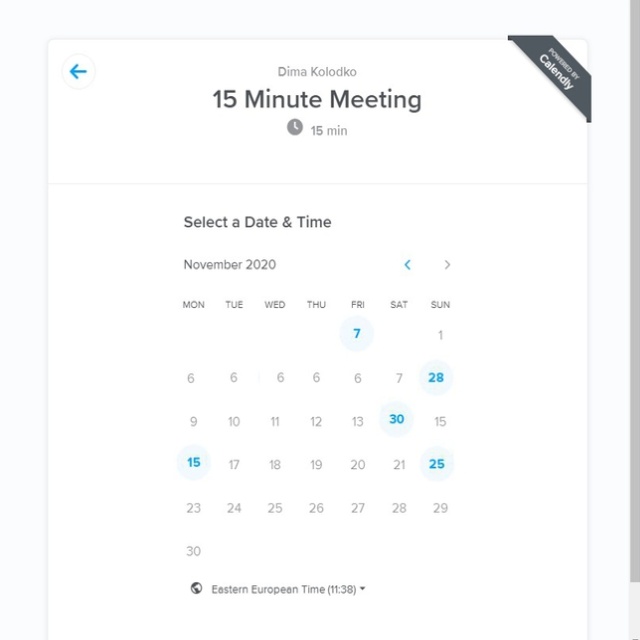 POWERED BY
Calendly
Dima Kolodko
15 Minute Meeting
15 min
Select a Date & Time
November 2020
MON TUE WED THU FRI SAT SUN
7 1
6 6 6 6 6 7 28
9 10 11 12 13 30 15
15 17 18 19 20 21 25
23 24 25 26 27 28 29
30
Eastern European Time (11:38)